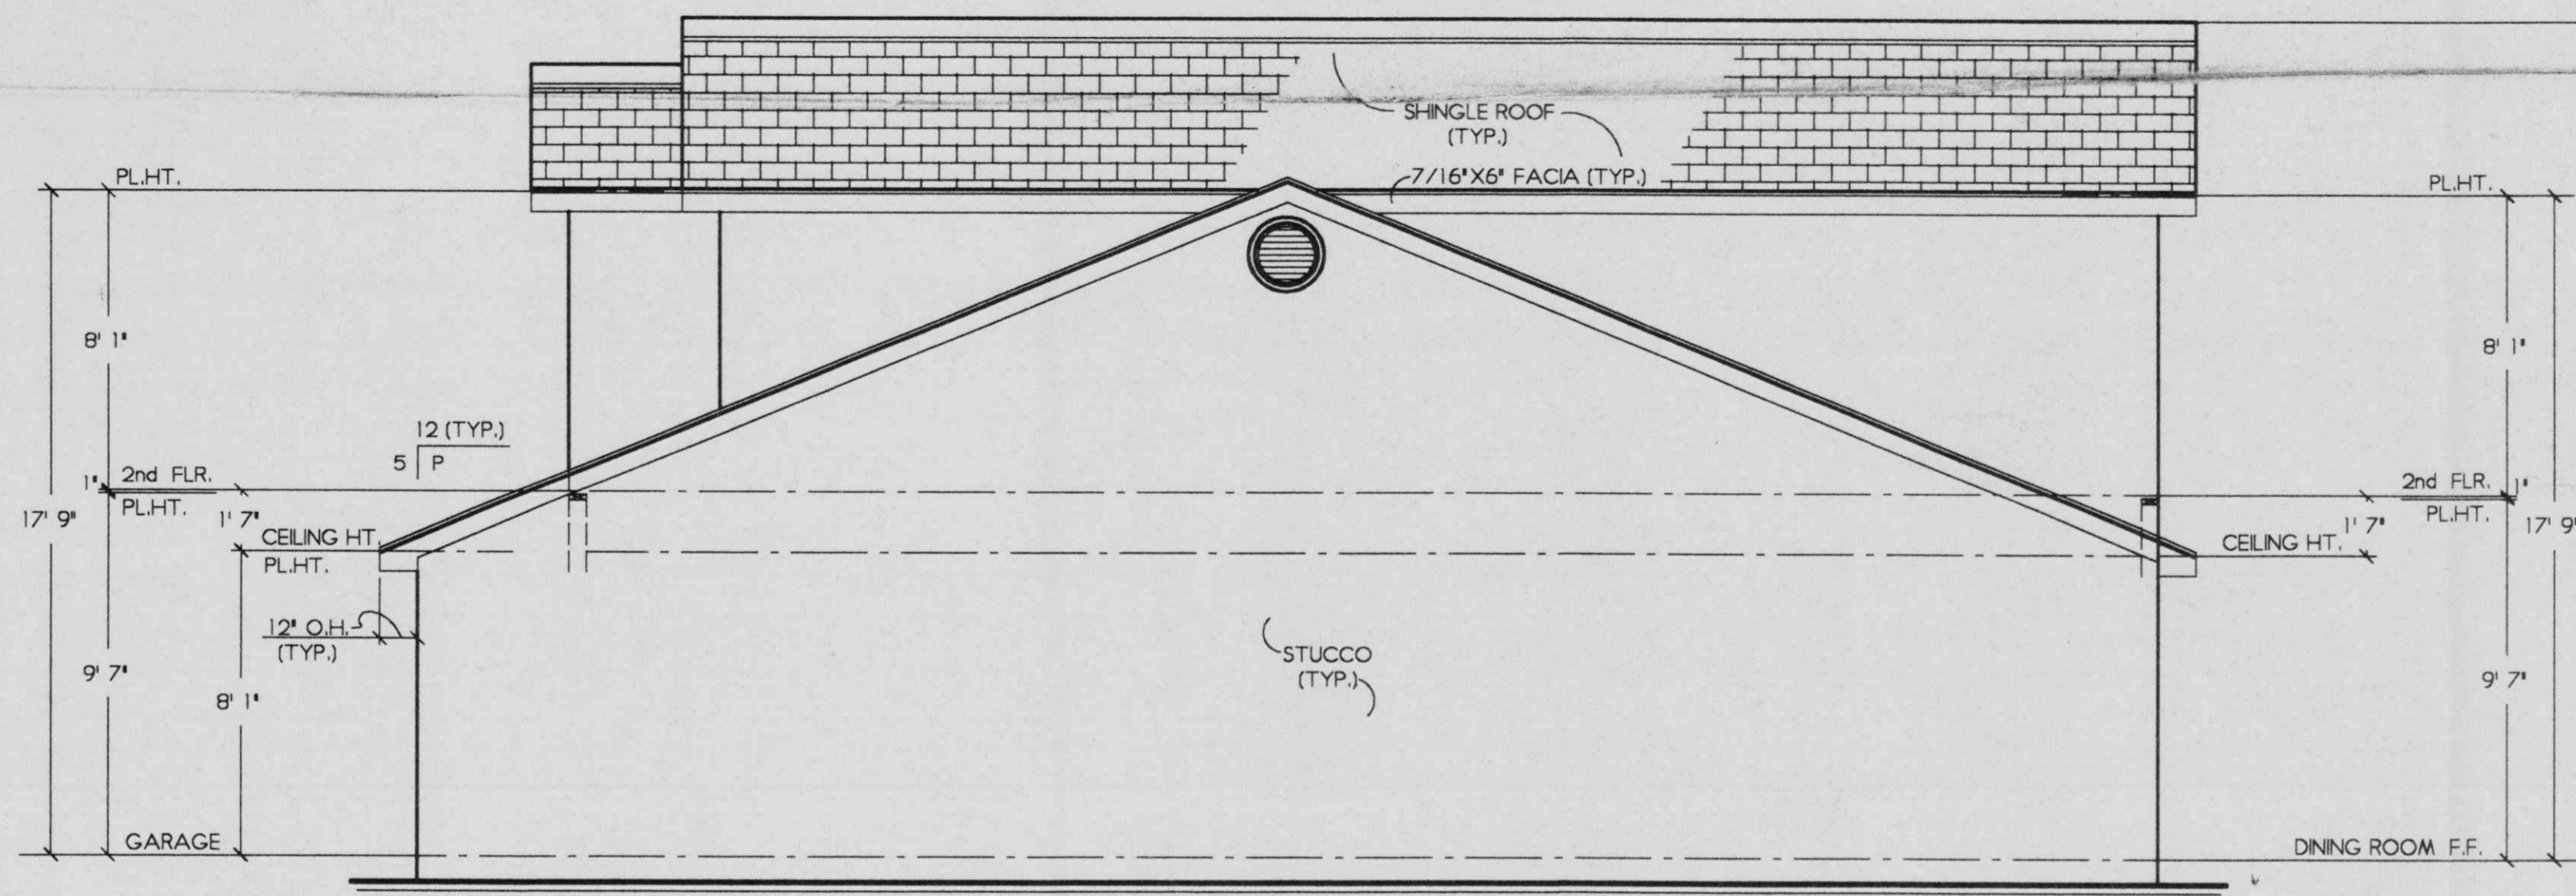 SHINGLE ROOF
(TYP.)
7/16"X6" FACIA (TYP.)
PL.HT.
PL.HT.
8' 1"
8' 1"
12 (TYP.)
5
P
1"
2nd FLR.
PL.HT.
17' 9"
1' 7"
CEILING HT.
PL.HT.
2nd FLR.
1"
PL.HT.
1' 7"
17' 9"
CEILING HT.
12" O.H.
(TYP.)
STUCCO
(TYP.)
9' 7"
8' 1"
9' 7"
GARAGE
DINING ROOM F.F.